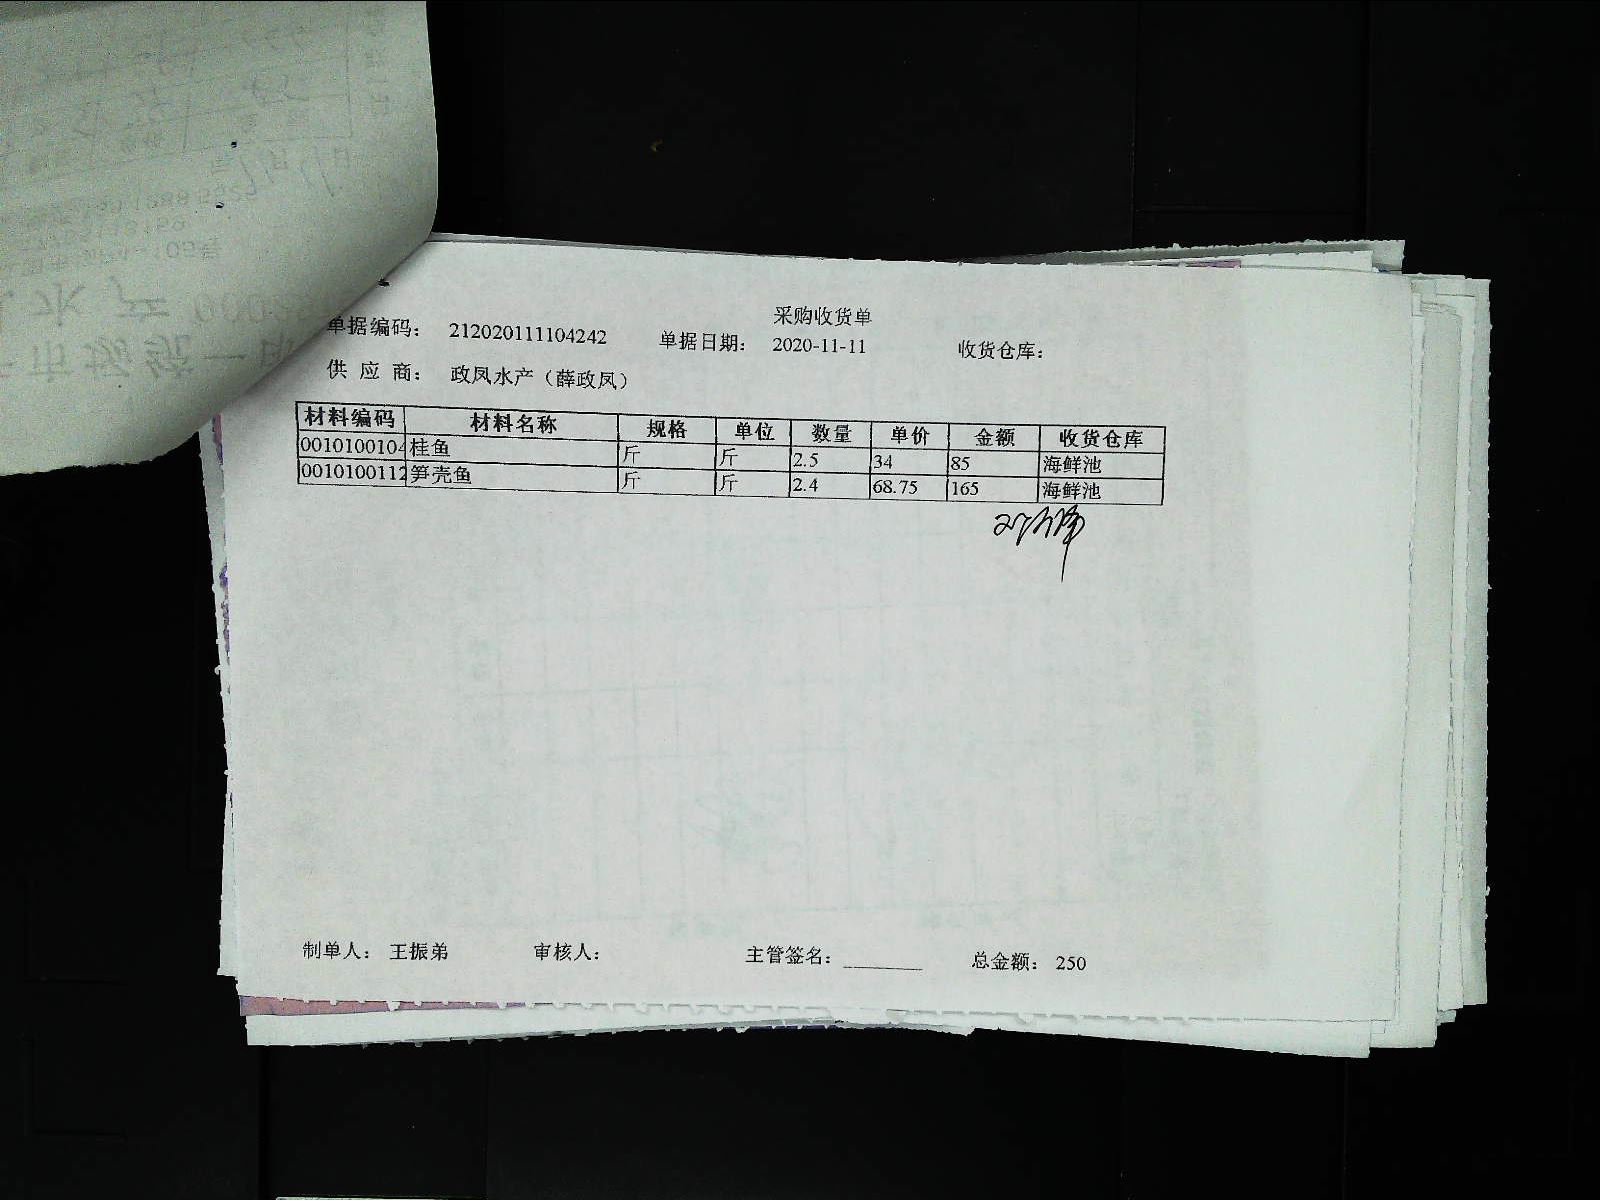 采购收货单
单据编码： 212020111104242 单据日期： 2020-11-11 收货仓库：
供 应 商： 政凤水产（薛政凤）
材料编码 材料名称 规格 单位 数量 单价 金额 收货仓库
0010100104 桂鱼 斤 斤 2.5 34 85 海鲜池
0010100112 笋壳鱼 斤 斤 2.4 68.75 165 海鲜池
制单人： 王振弟 审核人： 主管签名： ________ 总金额： 250